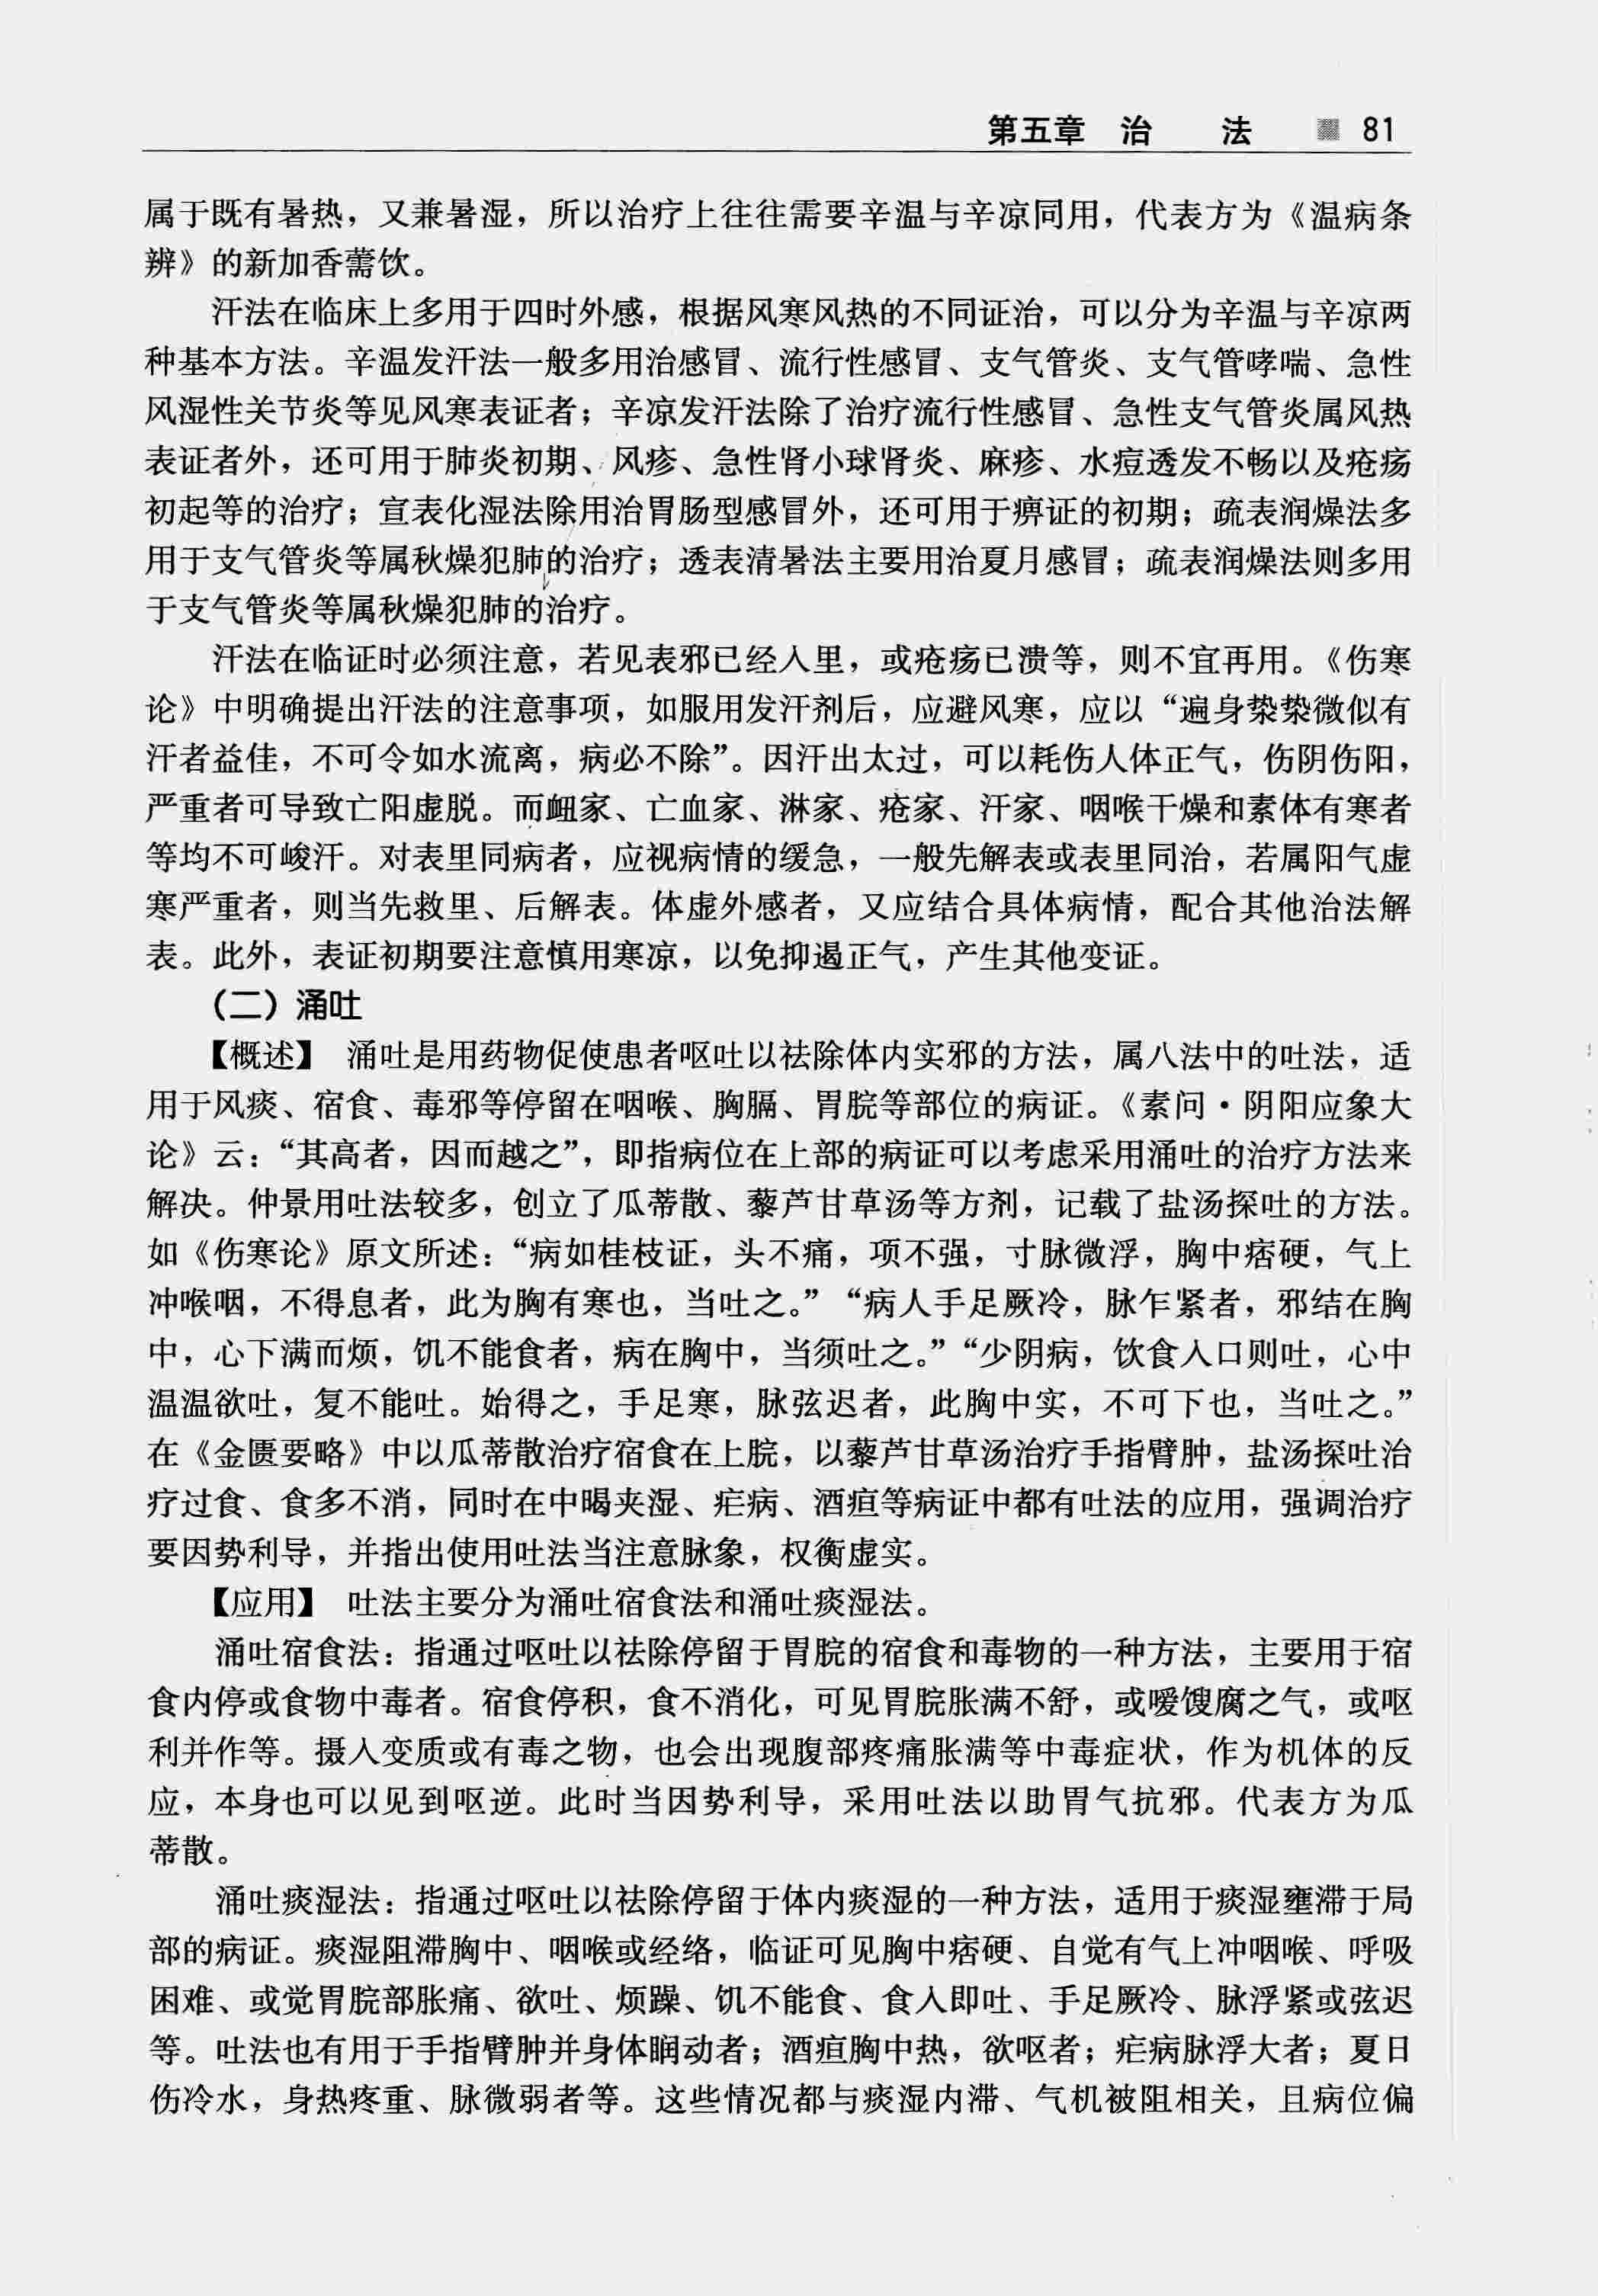 第五章　治　　法　　81
属于既有暑热，又兼暑湿，所以治疗上往往需要辛温与辛凉同用，代表方为《温病条
辨》的新加香薷饮。
汗法在临床上多用于四时外感，根据风寒风热的不同证治，可以分为辛温与辛凉两
种基本方法。辛温发汗法一般多用治感冒、流行性感冒、支气管炎、支气管哮喘、急性
风湿性关节炎等见风寒表证者；辛凉发汗法除了治疗流行性感冒、急性支气管炎属风热
表证者外，还可用于肺炎初期、风疹、急性肾小球肾炎、麻疹、水痘透发不畅以及疮疡
初起等的治疗；宣表化湿法除用治胃肠型感冒外，还可用于痹证的初期；疏表润燥法多
用于支气管炎等属秋燥犯肺的治疗；透表清暑法主要用治夏月感冒；疏表润燥法则多用
于支气管炎等属秋燥犯肺的治疗。
汗法在临证时必须注意，若见表邪已经入里，或疮疡已溃等，则不宜再用。《伤寒
论》中明确提出汗法的注意事项，如服用发汗剂后，应避风寒，应以“遍身漐漐微似有
汗者益佳，不可令如水流离，病必不除”。因汗出太过，可以耗伤人体正气，伤阴伤阳，
严重者可导致亡阳虚脱。而衄家、亡血家、淋家、疮家、汗家、咽喉干燥和素体有寒者
等均不可峻汗。对表里同病者，应视病情的缓急，一般先解表或表里同治，若属阳气虚
寒严重者，则当先救里、后解表。体虚外感者，又应结合具体病情，配合其他治法解
表。此外，表证初期要注意慎用寒凉，以免抑遏正气，产生其他变证。
（二）涌吐
【概述】　涌吐是用药物促使患者呕吐以祛除体内实邪的方法，属八法中的吐法，适
用于风痰、宿食、毒邪等停留在咽喉、胸膈、胃脘等部位的病证。《素问·阴阳应象大
论》云：“其高者，因而越之”，即指病位在上部的病证可以考虑采用涌吐的治疗方法来
解决。仲景用吐法较多，创立了瓜蒂散、藜芦甘草汤等方剂，记载了盐汤探吐的方法。
如《伤寒论》原文所述：“病如桂枝证，头不痛，项不强，寸脉微浮，胸中痞硬，气上
冲喉咽，不得息者，此为胸有寒也，当吐之。”“病人手足厥冷，脉乍紧者，邪结在胸
中，心下满而烦，饥不能食者，病在胸中，当须吐之。”“少阴病，饮食入口则吐，心中
温温欲吐，复不能吐。始得之，手足寒，脉弦迟者，此胸中实，不可下也，当吐之。”
在《金匮要略》中以瓜蒂散治疗宿食在上脘，以藜芦甘草汤治疗手指臂肿，盐汤探吐治
疗过食、食多不消，同时在中暍夹湿、疟病、酒疸等病证中都有吐法的应用，强调治疗
要因势利导，并指出使用吐法当注意脉象，权衡虚实。
【应用】　吐法主要分为涌吐宿食法和涌吐痰湿法。
涌吐宿食法：指通过呕吐以祛除停留于胃脘的宿食和毒物的一种方法，主要用于宿
食内停或食物中毒者。宿食停积，食不消化，可见胃脘胀满不舒，或嗳馊腐之气，或呕
利并作等。摄入变质或有毒之物，也会出现腹部疼痛胀满等中毒症状，作为机体的反
应，本身也可以见到呕逆。此时当因势利导，采用吐法以助胃气抗邪。代表方为瓜
蒂散。
涌吐痰湿法：指通过呕吐以祛除停留于体内痰湿的一种方法，适用于痰湿壅滞于局
部的病证。痰湿阻滞胸中、咽喉或经络，临证可见胸中痞硬、自觉有气上冲咽喉、呼吸
困难、或觉胃脘部胀痛、欲吐、烦躁、饥不能食、食入即吐、手足厥冷、脉浮紧或弦迟
等。吐法也有用于手指臂肿并身体瞤动者；酒疸胸中热，欲呕者；疟病脉浮大者；夏日
伤冷水，身热疼重、脉微弱者等。这些情况都与痰湿内滞、气机被阻相关，且病位偏